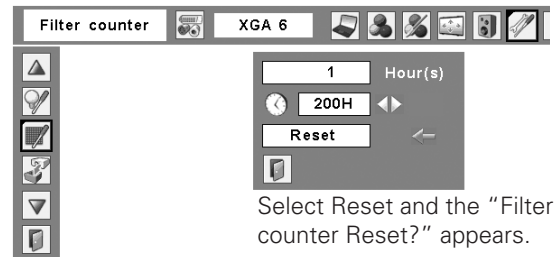 Filter counter XGA 6
1 Hour(s)
200H
Reset
Select Reset and the “Filter
counter Reset?” appears.